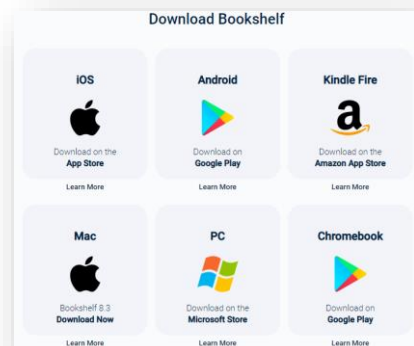 Download Bookshelf
iOS
Download on the
App Store
Learn More
Android
Download on
Google Play
Learn More
Kindle Fire
Download on the
Amazon App Store
Learn More
Mac
Bookshelf 8.3
Download Now
Learn More
PC
Download on the
Microsoft Store
Learn More
Chromebook
Download on
Google Play
Learn More